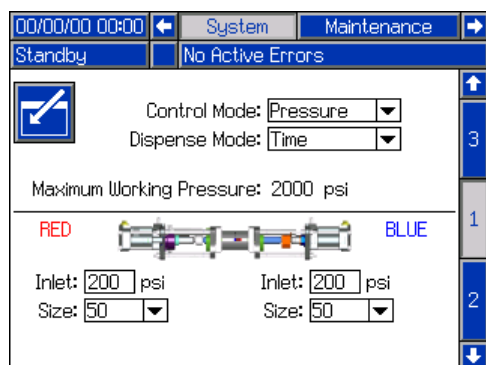 00/00/00 00:00 System Maintenance
Standby No Active Errors
Control Mode: Pressure
Dispense Mode: Time
3
Maximum Working Pressure: 2000 psi
1
RED BLUE
Inlet: 200 psi Inlet: 200 psi
Size: 50 Size: 50
2